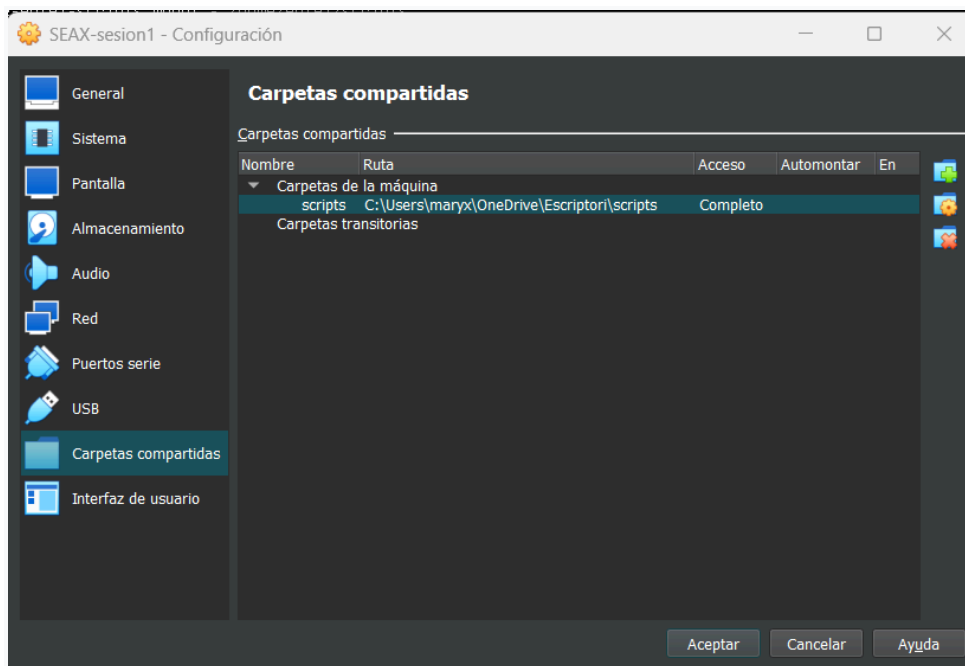 SEAX-sesion1 - Configuración
General
Sistema
Pantalla
Almacenamiento
Audio
Red
Puertos serie
USB
Carpetas compartidas
Interfaz de usuario
Carpetas compartidas
Carpetas compartidas
Nombre Ruta Acceso Automontar En
Carpetas de la máquina
scripts C:\Users\maryx\OneDrive\Escriptori\scripts Completo
Carpetas transitorias
Aceptar Cancelar Ayuda